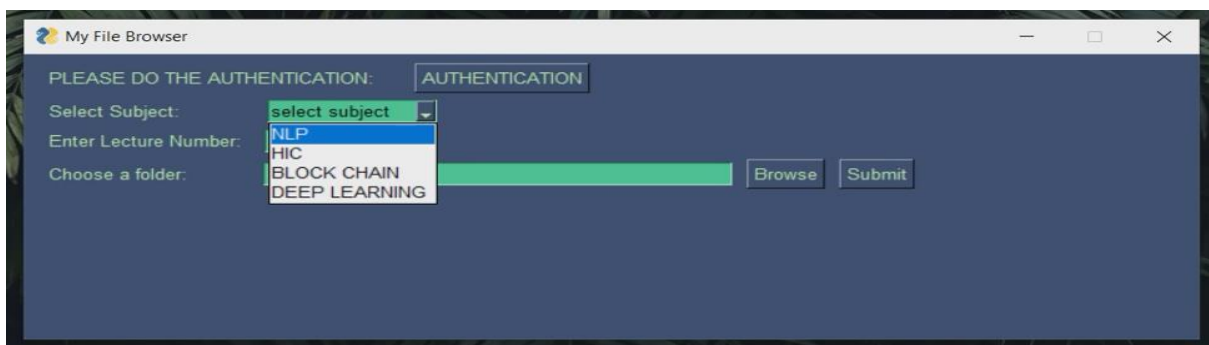 My File Browser
PLEASE DO THE AUTHENTICATION: AUTHENTICATION
Select Subject: select subject
NLP
Enter Lecture Number:
HIC
Choose a folder: BLOCK CHAIN Browse Submit
DEEP LEARNING